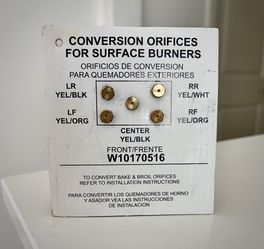 CONVERSION ORIFICES
FOR SURFACE BURNERS
ORIFICIOS DE CONVERSION
PARA QUEMADORES EXTERIORES
LR
YEL/BLK
RR
YEL/WHT
LF
YEL/ORG
RF
YEL/ORG
CENTER
YEL/BLK
FRONT/FRENTE
W10170516
TO CONVERT BAKE & BROIL ORIFICES
REFER TO INSTALLATION INSTRUCTIONS
PARA CONVERTIR LOS QUEMADORES DE HORNO
Y ASADOR VEA LAS INSTRUCCIONES
DE INSTALACION